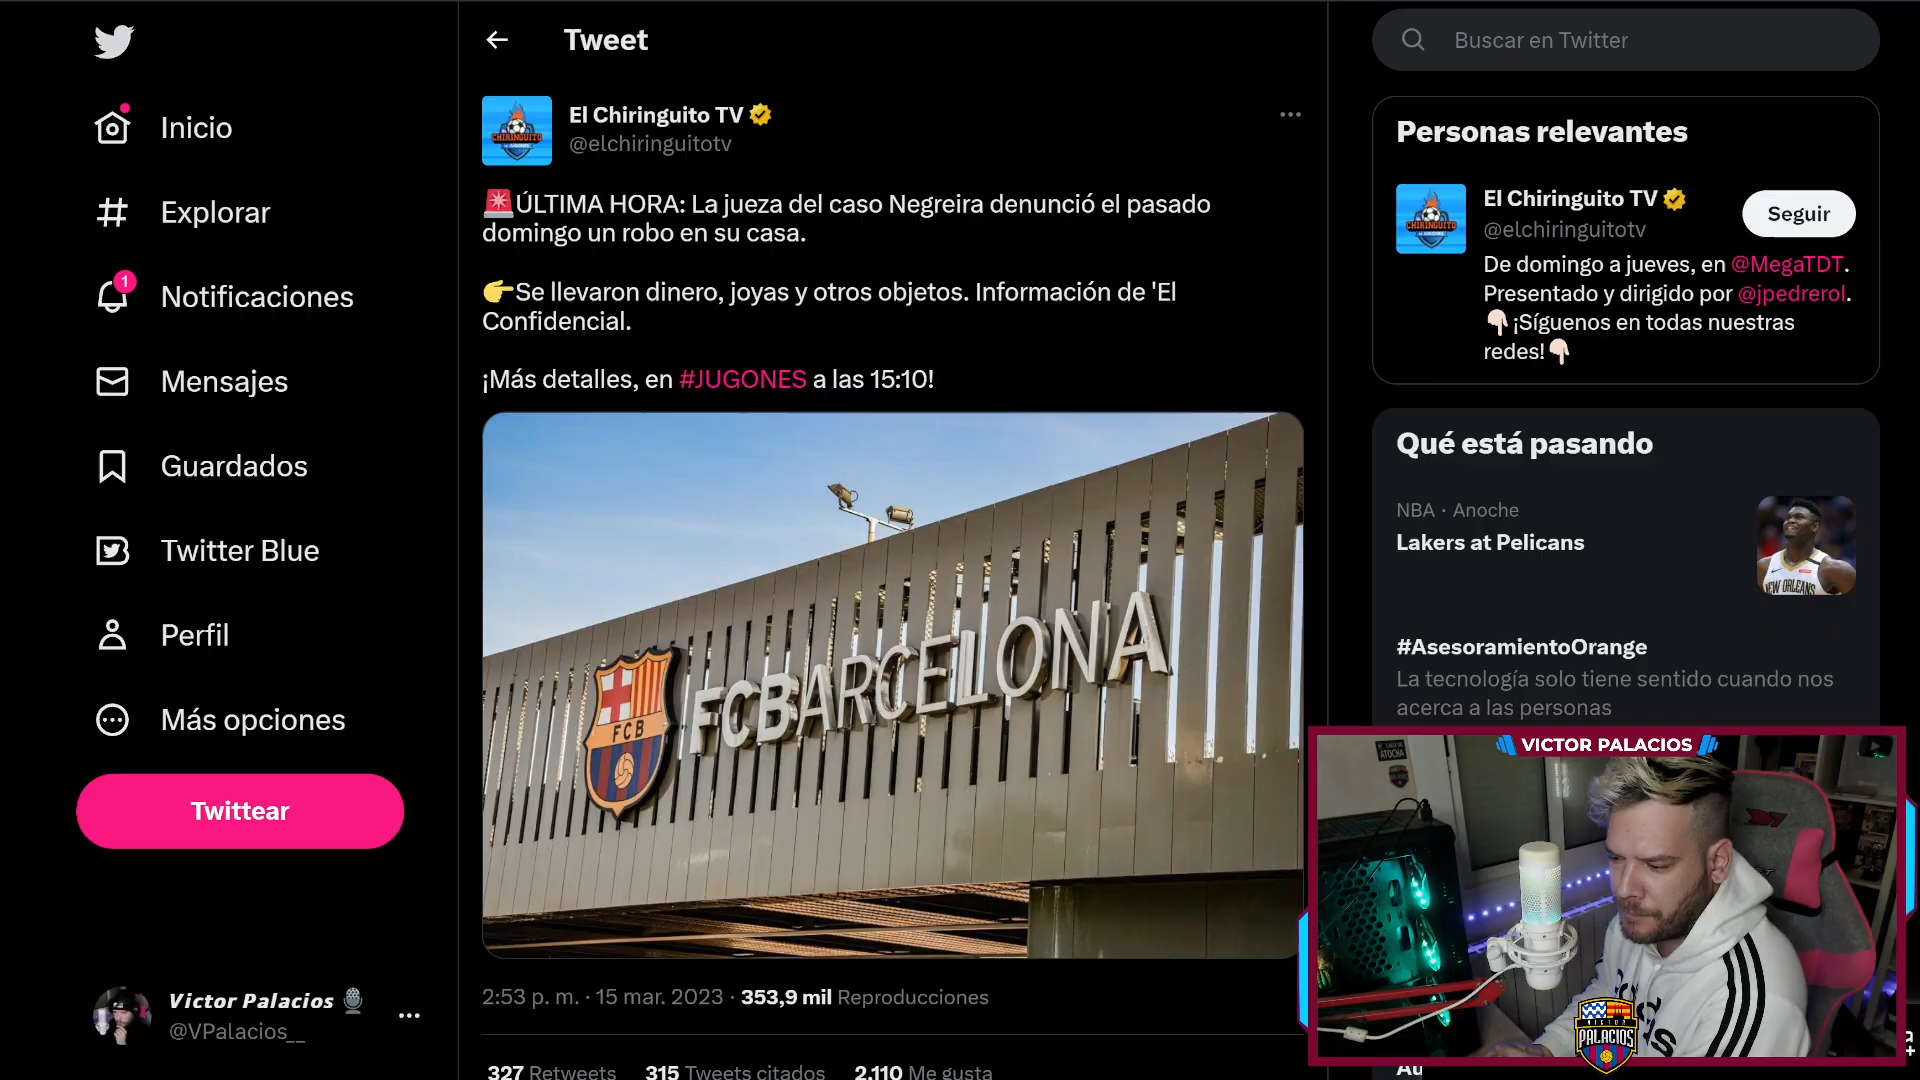 Tweet
Buscar en Twitter
Inicio
Explorar
1
Notificaciones
Mensajes
Guardados
Twitter Blue
Perfil
Más opciones
Twittear
Victor Palacios
@VPalacios__
El Chiringuito TV
@elchiringuitotv
ÚLTIMA HORA: La jueza del caso Negreira denunció el pasado
domingo un robo en su casa.
Se llevaron dinero, joyas y otros objetos. Información de 'El
Confidencial.
¡Más detalles, en #JUGONES a las 15:10!
FCB
FCBARCELONA
2:53 p. m. · 15 mar. 2023 · 353,9 mil Reproducciones
327 Retweets 315 Tweets citados 2.110 Me gusta
Personas relevantes
El Chiringuito TV
@elchiringuitotv
Seguir
De domingo a jueves, en @MegaTDT.
Presentado y dirigido por @jpedrerol.
¡Síguenos en todas nuestras
redes!
Qué está pasando
NBA · Anoche
Lakers at Pelicans
NEW ORLEANS
#AsesoramientoOrange
La tecnología solo tiene sentido cuando nos
acerca a las personas
VICTOR PALACIOS
ATOCHA
VICTOR
PALACIOS